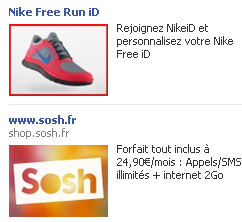 Nike Free Run iD
Rejoignez NikeiD et
personnalisez votre Nike
Free iD
www.sosh.fr
shop.sosh.fr
Sosh
Forfait tout inclus à
24,90€/mois : Appels/SMS
illimités + internet 2Go